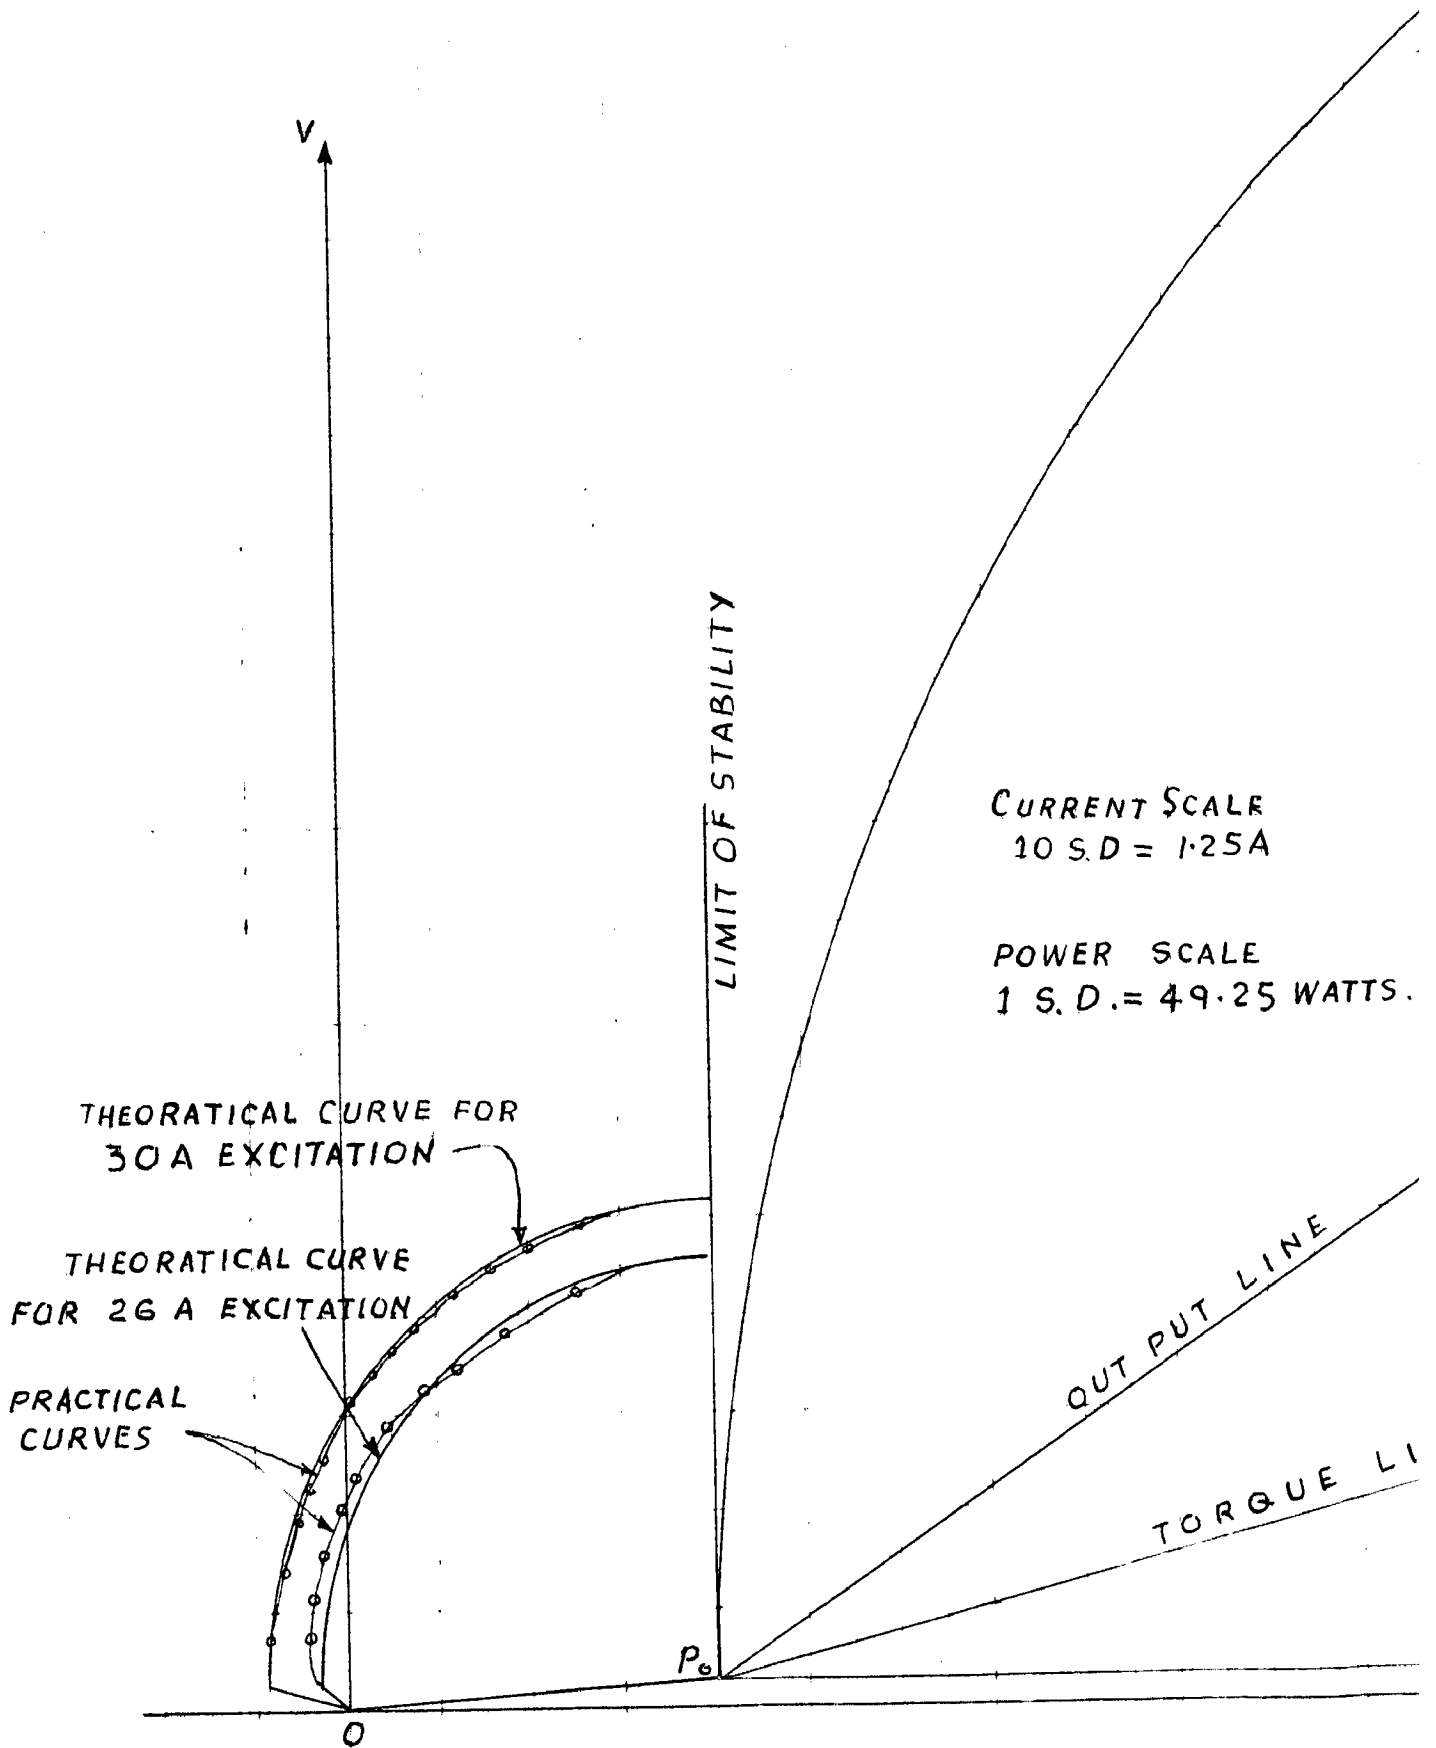 V
LIMIT OF STABILITY
CURRENT SCALE
10 S.D = 1.25A
POWER SCALE
1 S.D. = 49.25 WATTS.
THEORATICAL CURVE FOR
30A EXCITATION
THEORATICAL CURVE
FOR 26 A EXCITATION
PRACTICAL
CURVES
OUT PUT LINE
TORQUE LI
Po
O